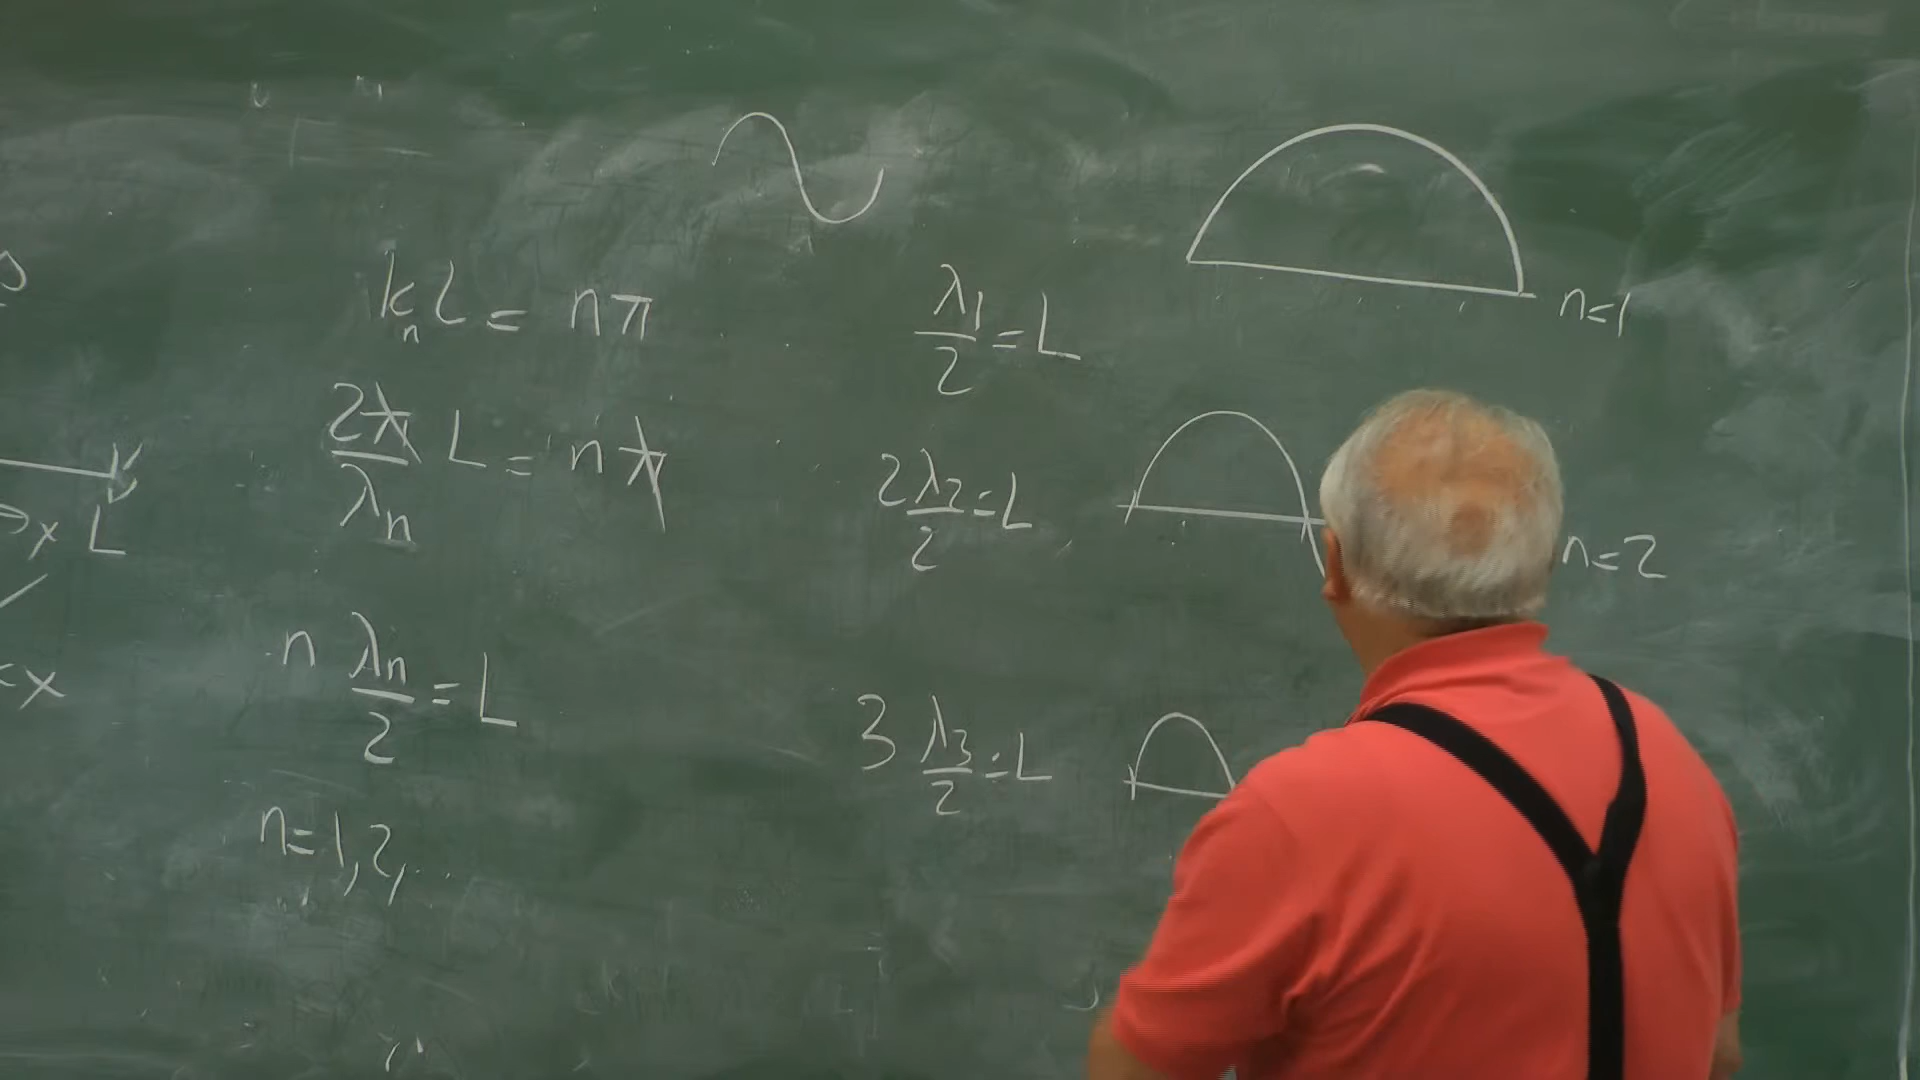 x L
<x
kₙL = nπ
2π/λₙ L = nπ
n λₙ/2 = L
n=1,2,...
λ₁/2 = L
2 λ₂/2 = L
3 λ₃/2 = L
n=1
n=2